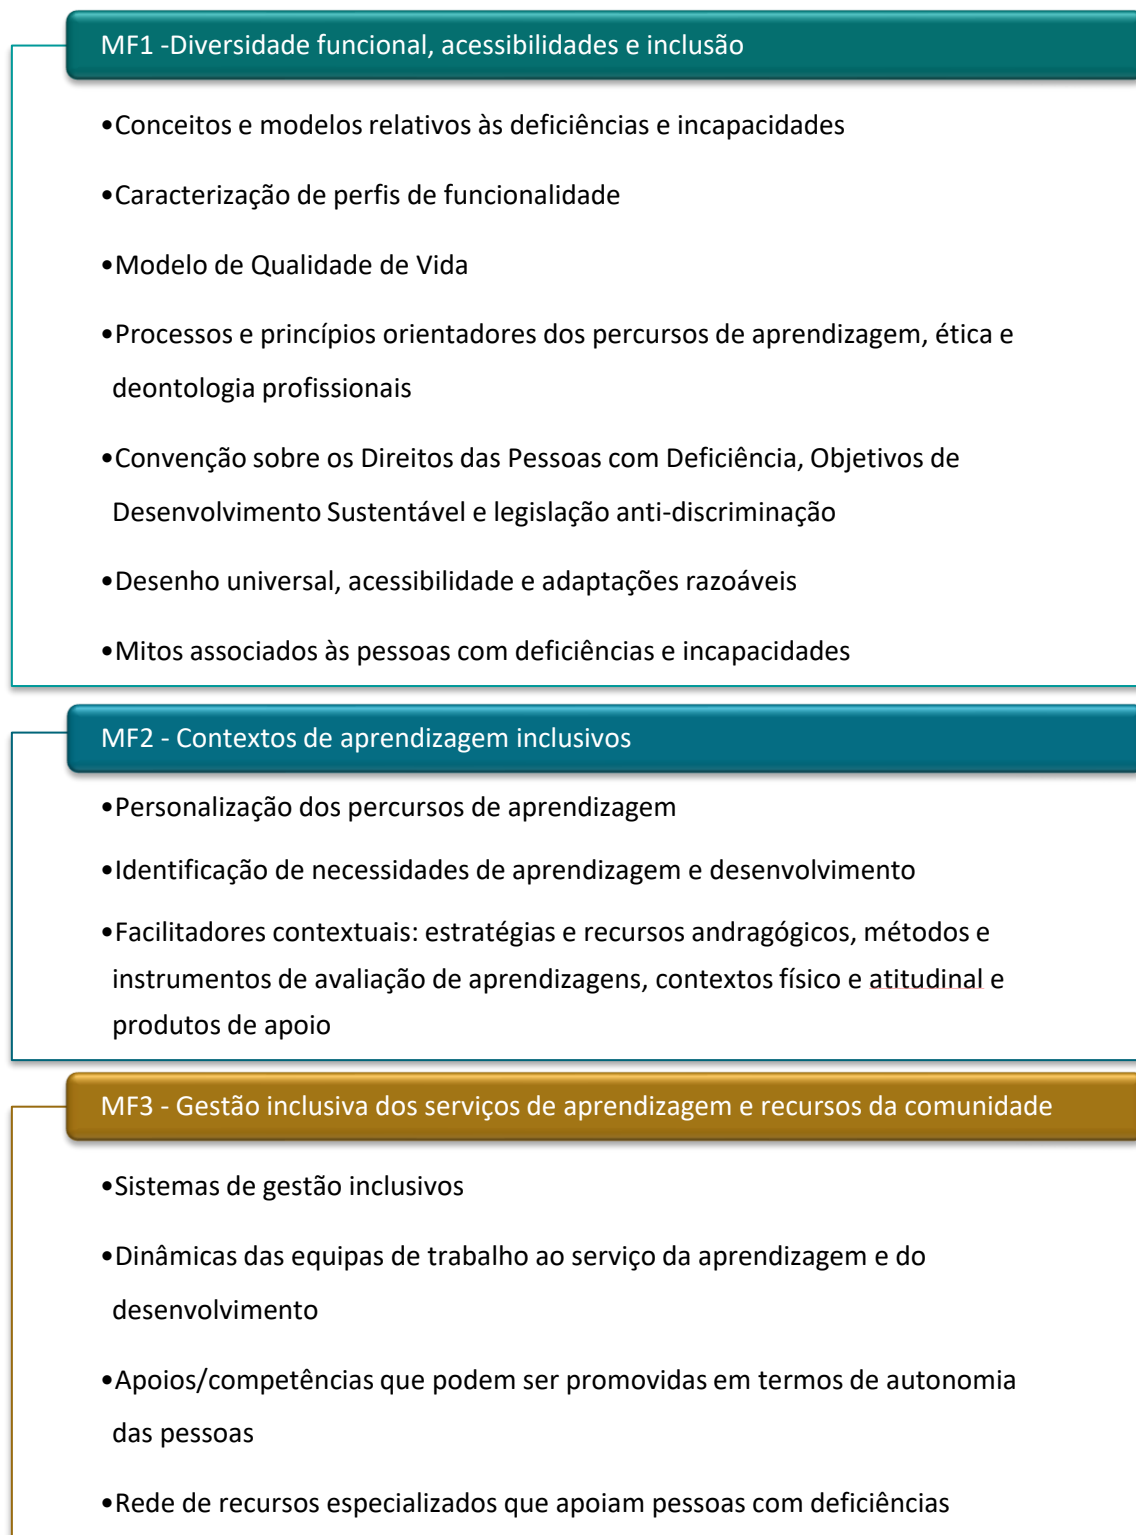 MF1 -Diversidade funcional, acessibilidades e inclusão
•Conceitos e modelos relativos às deficiências e incapacidades
•Caracterização de perfis de funcionalidade
•Modelo de Qualidade de Vida
•Processos e princípios orientadores dos percursos de aprendizagem, ética e
deontologia profissionais
•Convenção sobre os Direitos das Pessoas com Deficiência, Objetivos de
Desenvolvimento Sustentável e legislação anti-discriminação
•Desenho universal, acessibilidade e adaptações razoáveis
•Mitos associados às pessoas com deficiências e incapacidades
MF2 - Contextos de aprendizagem inclusivos
•Personalização dos percursos de aprendizagem
•Identificação de necessidades de aprendizagem e desenvolvimento
•Facilitadores contextuais: estratégias e recursos andragógicos, métodos e
instrumentos de avaliação de aprendizagens, contextos físico e atitudinal e
produtos de apoio
MF3 - Gestão inclusiva dos serviços de aprendizagem e recursos da comunidade
•Sistemas de gestão inclusivos
•Dinâmicas das equipas de trabalho ao serviço da aprendizagem e do
desenvolvimento
•Apoios/competências que podem ser promovidas em termos de autonomia
das pessoas
•Rede de recursos especializados que apoiam pessoas com deficiências